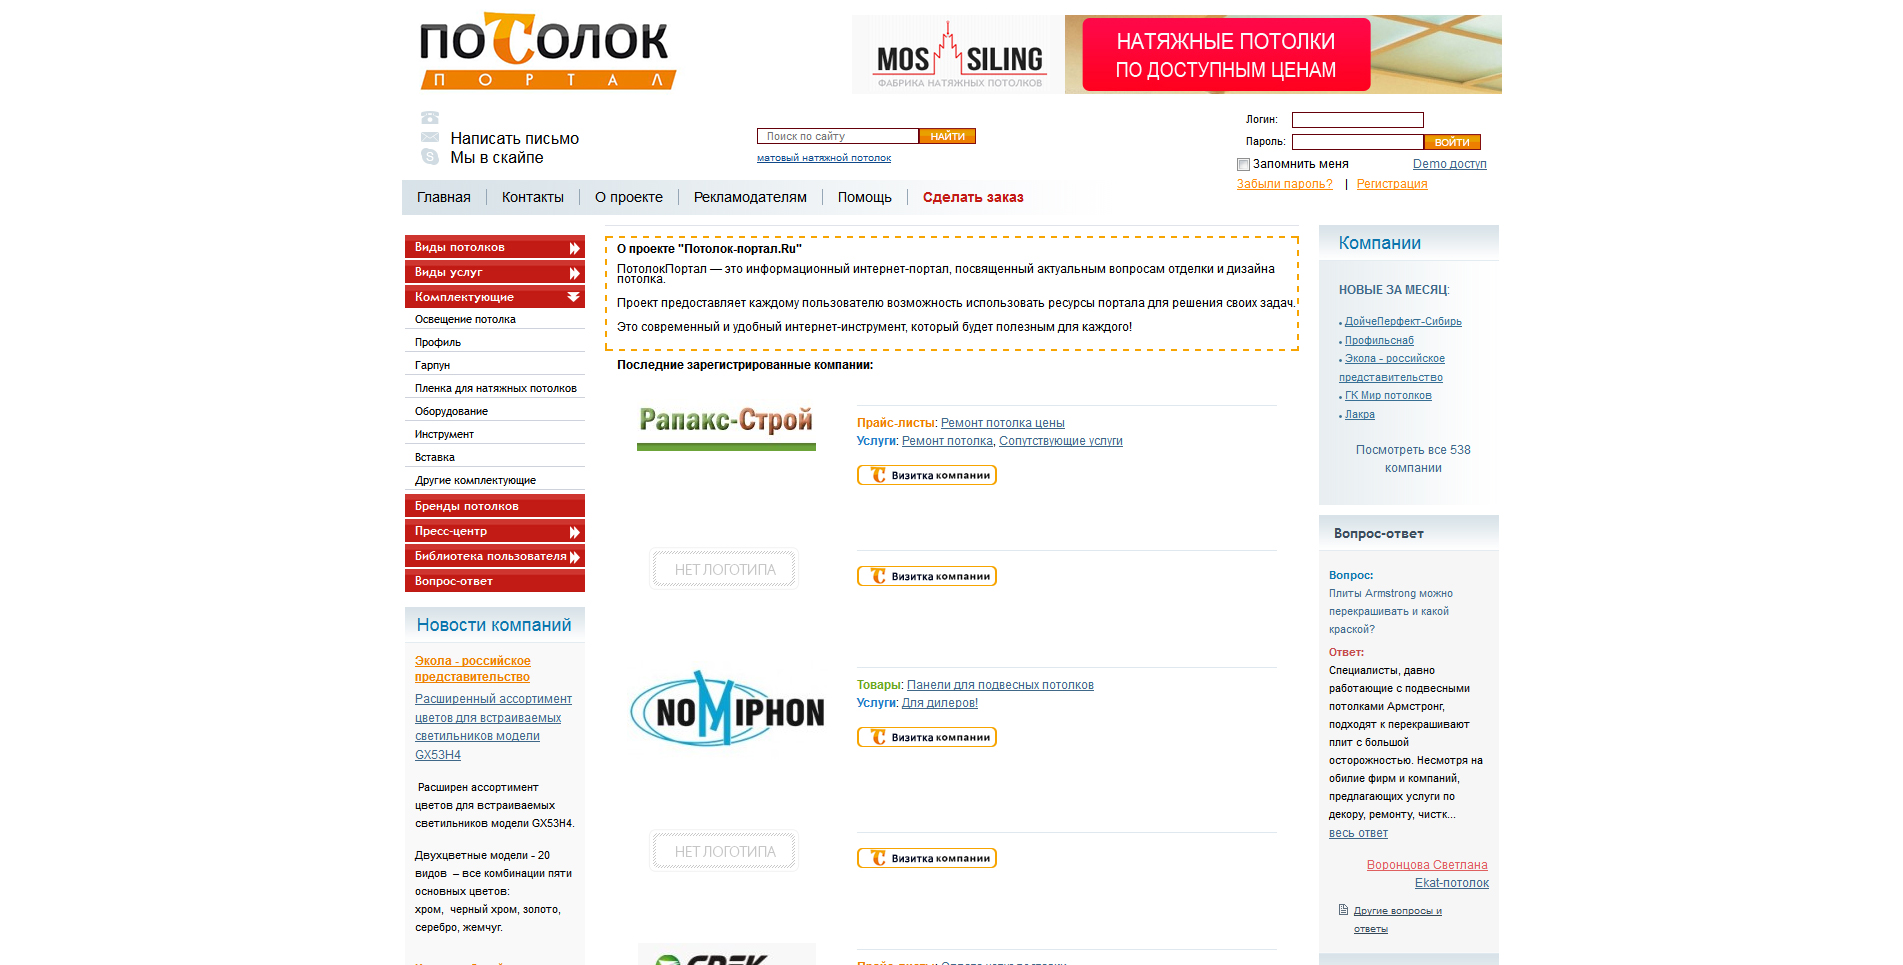 ПОТОЛОК
ПОРТАЛ
MOS SILING
ФАБРИКА НАТЯЖНЫХ ПОТОЛКОВ
НАТЯЖНЫЕ ПОТОЛКИ
ПО ДОСТУПНЫМ ЦЕНАМ
Написать письмо
Мы в скайпе
Поиск по сайту
НАЙТИ
матовый натяжной потолок
Логин:
Пароль:
ВОЙТИ
Запомнить меня
Demo доступ
Забыли пароль? | Регистрация
Главная
Контакты
О проекте
Рекламодателям
Помощь
Сделать заказ
Виды потолков
Виды услуг
Комплектующие
Освещение потолка
Профиль
Гарпун
Пленка для натяжных потолков
Оборудование
Инструмент
Вставка
Другие комплектующие
Бренды потолков
Пресс-центр
Библиотека пользователя
Вопрос-ответ
Новости компаний
Экола - российское
представительство
Расширенный ассортимент
цветов для встраиваемых
светильников модели
GX53H4
Расширен ассортимент
цветов для встраиваемых
светильников модели GX53H4.
Двухцветные модели - 20
видов – все комбинации пяти
основных цветов:
хром, черный хром, золото,
серебро, жемчуг.
О проекте "Потолок-портал.Ru"
ПотолокПортал — это информационный интернет-портал, посвященный актуальным вопросам отделки и дизайна
потолка.
Проект предоставляет каждому пользователю возможность использовать ресурсы портала для решения своих задач.
Это современный и удобный интернет-инструмент, который будет полезным для каждого!
Последние зарегистрированные компании:
Рапакс-Строй
Прайс-листы: Ремонт потолка цены
Услуги: Ремонт потолка, Сопутствующие услуги
Визитка компании
НЕТ ЛОГОТИПА
Визитка компании
NOMIPHON
Товары: Панели для подвесных потолков
Услуги: Для дилеров!
Визитка компании
НЕТ ЛОГОТИПА
Визитка компании
Прайс-листы: Оплата услуг доставки
Компании
НОВЫЕ ЗА МЕСЯЦ:
ДойчеПерфект-Сибирь
Профильснаб
Экола - российское
представительство
ГК Мир потолков
Лакра
Посмотреть все 538
компании
Вопрос-ответ
Вопрос:
Плиты Armstrong можно
перекрашивать и какой
краской?
Ответ:
Специалисты, давно
работающие с подвесными
потолками Армстронг,
подходят к перекрашивают
плит с большой
осторожностью. Несмотря на
обилие фирм и компаний,
предлагающих услуги по
декору, ремонту, чистк...
весь ответ
Воронцова Светлана
Ekat-потолок
Другие вопросы и
ответы